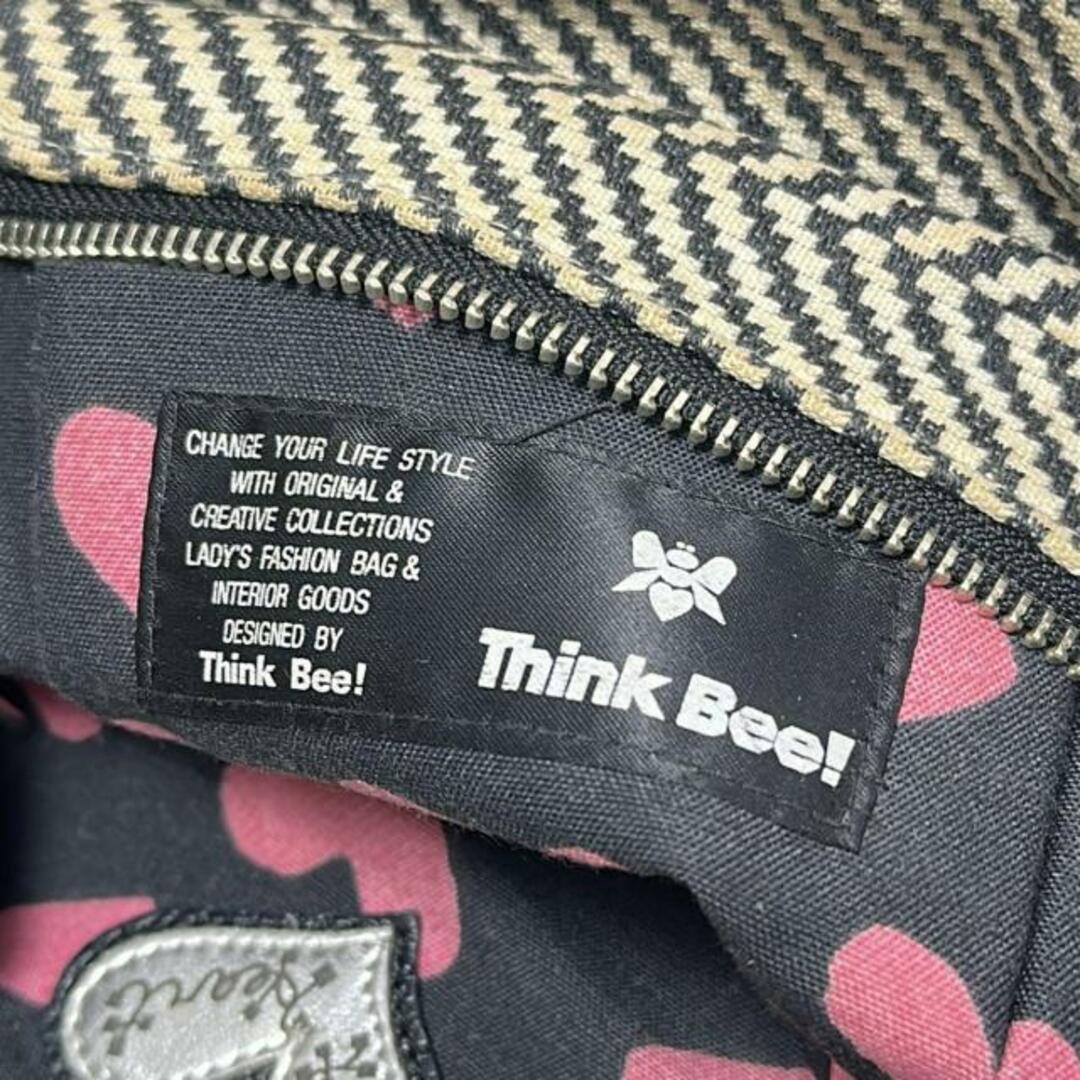 CHANGE YOUR LIFE STYLE
WITH ORIGINAL &
CREATIVE COLLECTIONS
LADY'S FASHION BAG &
INTERIOR GOODS
DESIGNED BY
Think Bee!
Think Bee!
Heart